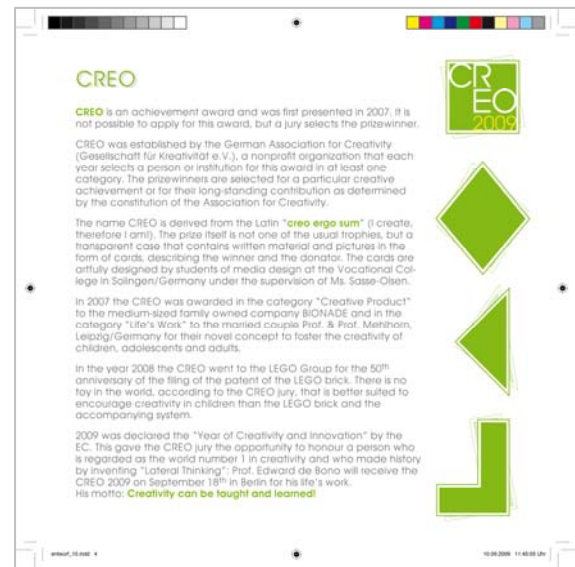 CREO
CR
EO
2009
CREO is an achievement award and was first presented in 2007. It is
not possible to apply for this award, but a jury selects the prizewinner.
CREO was established by the German Association for Creativity
(Gesellschaft für Kreativität e.V.), a nonprofit organization that each
year selects a person or institution for this award in at least one
category. The prizewinners are selected for a particular creative
achievement or for their long-standing contribution as determined
by the constitution of the Association for Creativity.
The name CREO is derived from the Latin "creo ergo sum" (I create,
therefore I am!). The prize itself is not one of the usual trophies, but a
transparent case that contains written material and pictures in the
form of cards, describing the winner and the donator. The cards are
artfully designed by students of media design at the Vocational Col-
lege in Solingen/Germany under the supervision of Ms. Sasse-Olsen.
In 2007 the CREO was awarded in the category "Creative Product"
to the medium-sized family owned company BIONADE and in the
category "Life's Work" to the married couple Prof. & Prof. Mehlhorn,
Leipzig/Germany for their novel concept to foster the creativity of
children, adolescents and adults.
In the year 2008 the CREO went to the LEGO Group for the 50th
anniversary of the filing of the patent of the LEGO brick. There is no
toy in the world, according to the CREO jury, that is better suited to
encourage creativity in children than the LEGO brick and the
accompanying system.
2009 was declared the "Year of Creativity and Innovation" by the
EC. This gave the CREO jury the opportunity to honour a person who
is regarded as the world number 1 in creativity and who made history
by inventing "Lateral Thinking": Prof. Edward de Bono will receive the
CREO 2009 on September 18th in Berlin for his life's work.
His motto: Creativity can be taught and learned!
entwurf_10.indd 4
10.09.2009 11:40:05 Uhr